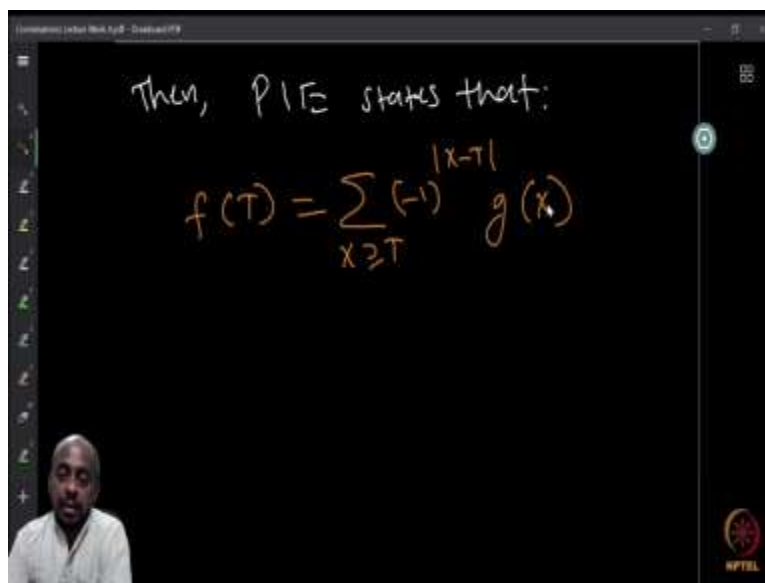 Then, PIE states that:
f(T) = ∑_{X ⊇ T} (-1)^{|X-T|} g(X)
NPTEL